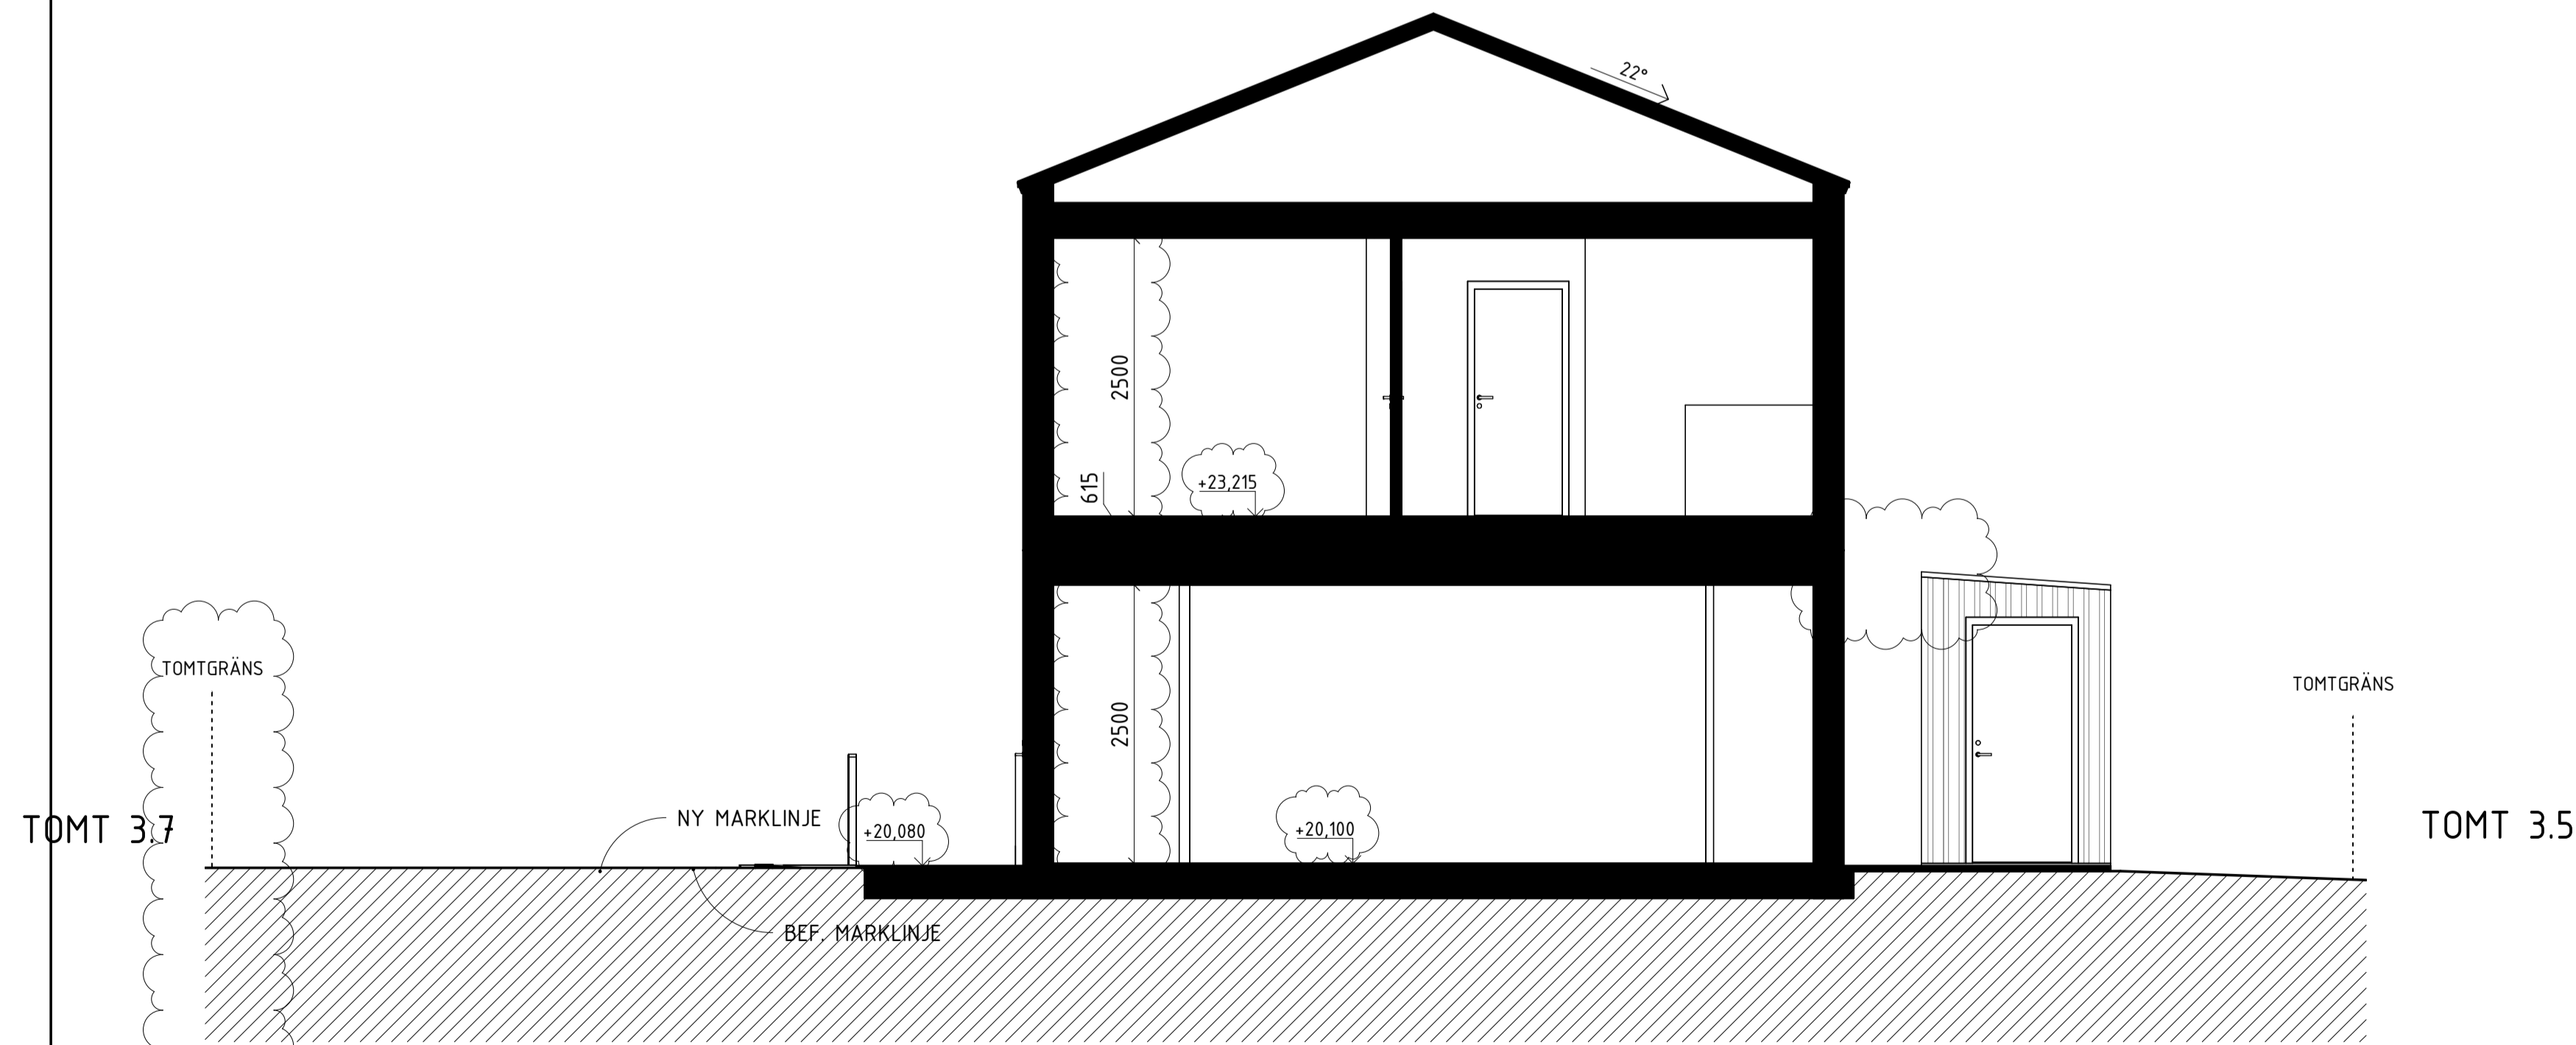 22°
2500
615
+23,215
TOMTGRÄNS
TOMTGRÄNS
2500
NY MARKLINJE
+20,080
+20,100
TOMT 3.7
TOMT 3.5
BEF. MARKLINJE